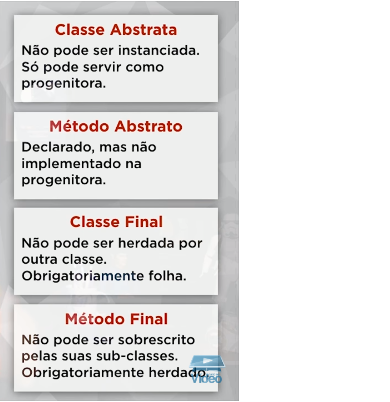 Classe Abstrata
Não pode ser instanciada.
Só pode servir como
progenitora.
Método Abstrato
Declarado, mas não
implementado na
progenitora.
Classe Final
Não pode ser herdada por
outra classe.
Obrigatoriamente folha.
Método Final
Não pode ser sobrescrito
pelas suas sub-classes.
Obrigatoriamente herdado.
Vídeo